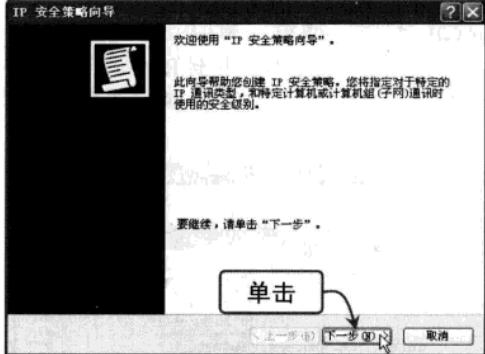 IP 安全策略向导
欢迎使用“IP 安全策略向导”。
此向导帮助您创建 IP 安全策略。您将指定对于特定的
IP 通讯类型，和特定计算机或计算机组(子网)通讯时
使用的安全级别。
要继续，请单击“下一步”。
单击
上一步(B) 下一步(N) 取消